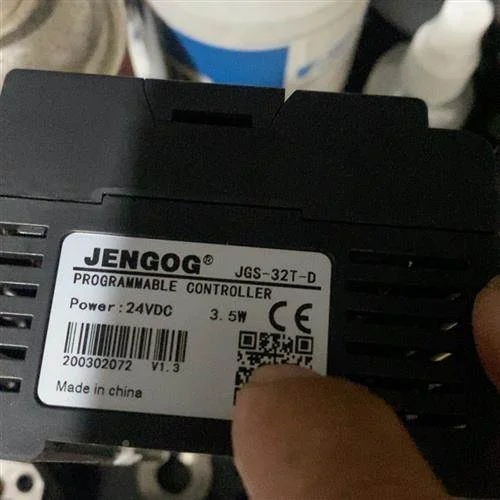 JENGOG® JGS-32T-D
PROGRAMMABLE CONTROLLER
Power:24VDC 3.5W CE
200302072 V1.3
Made in china